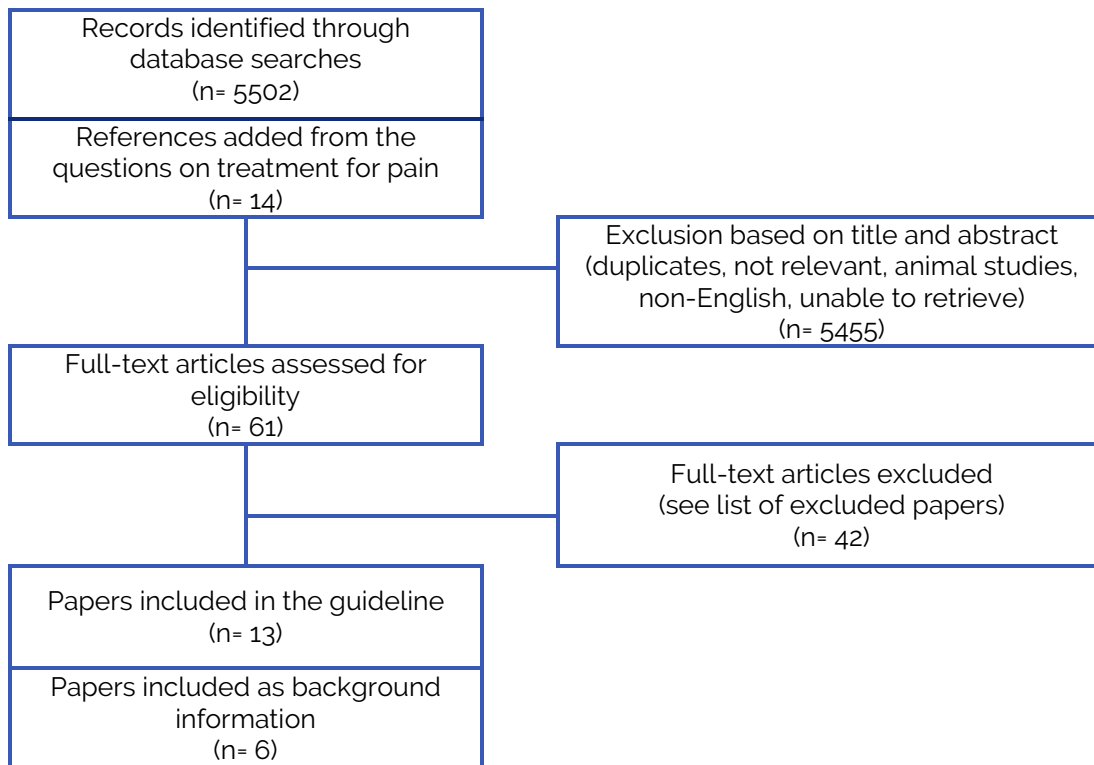 Records identified through
database searches
(n= 5502)
References added from the
questions on treatment for pain
(n= 14)
Exclusion based on title and abstract
(duplicates, not relevant, animal studies,
non-English, unable to retrieve)
(n= 5455)
Full-text articles assessed for
eligibility
(n= 61)
Full-text articles excluded
(see list of excluded papers)
(n= 42)
Papers included in the guideline
(n= 13)
Papers included as background
information
(n= 6)